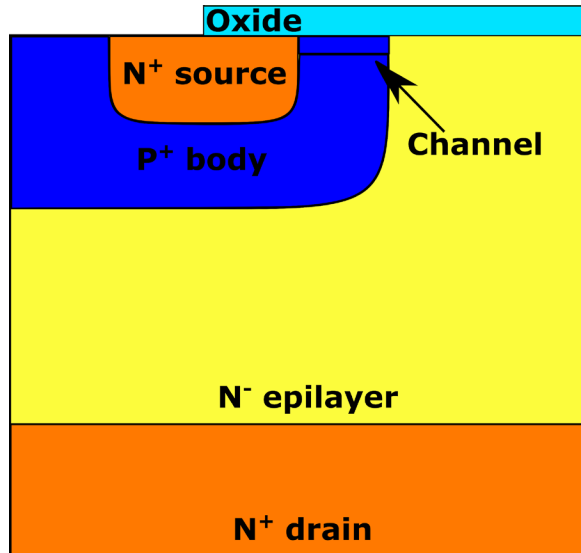 Oxide
N⁺ source
Channel
P⁺ body
N⁻ epilayer
N⁺ drain